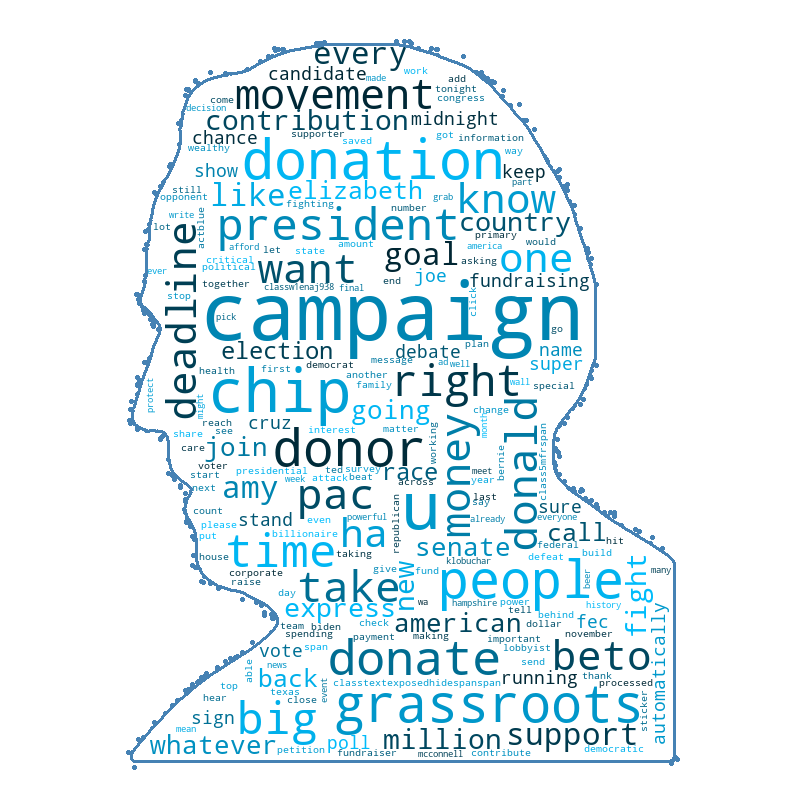 every
candidate made work add
movement tonight
congress
come
decision
contribution midnight
chance supporter saved got information
wealthy way
show donation keep
part
still like elizabeth know
opponent fighting grab
write number
lot actblue president country
primary would
deadline afford let state amount goal america one
critical asking
political want joe
ever together end fundraising
stop classw1enaj938 final click
pick campaign go
election debate plan name
message super
health first democrat ad well
another right
protect might chip family wall special
reach cruz going change donald
share see interest matter money month
care join donor working
voter race bernie class5mfrspan
start presidential ted survey meet
next amy week attack beat across year
pac last
count stand u say sure
please even powerful republican already everyone
put billionaire ha call hit
house time taking senate federal
defeat build
corporate klobuchar many
raise take give new fund people beer
day express wa hampshire power history fight
check tell
team biden american behind fec
spending payment making dollar november
important
vote span donate lobbyist beto automatically
able news send running thank
top back classtextexposedhidespanspan processed
hear texas event
sign close grassroots sticker
mean big
whatever poll million support
petition fundraiser mcconnell contribute democratic